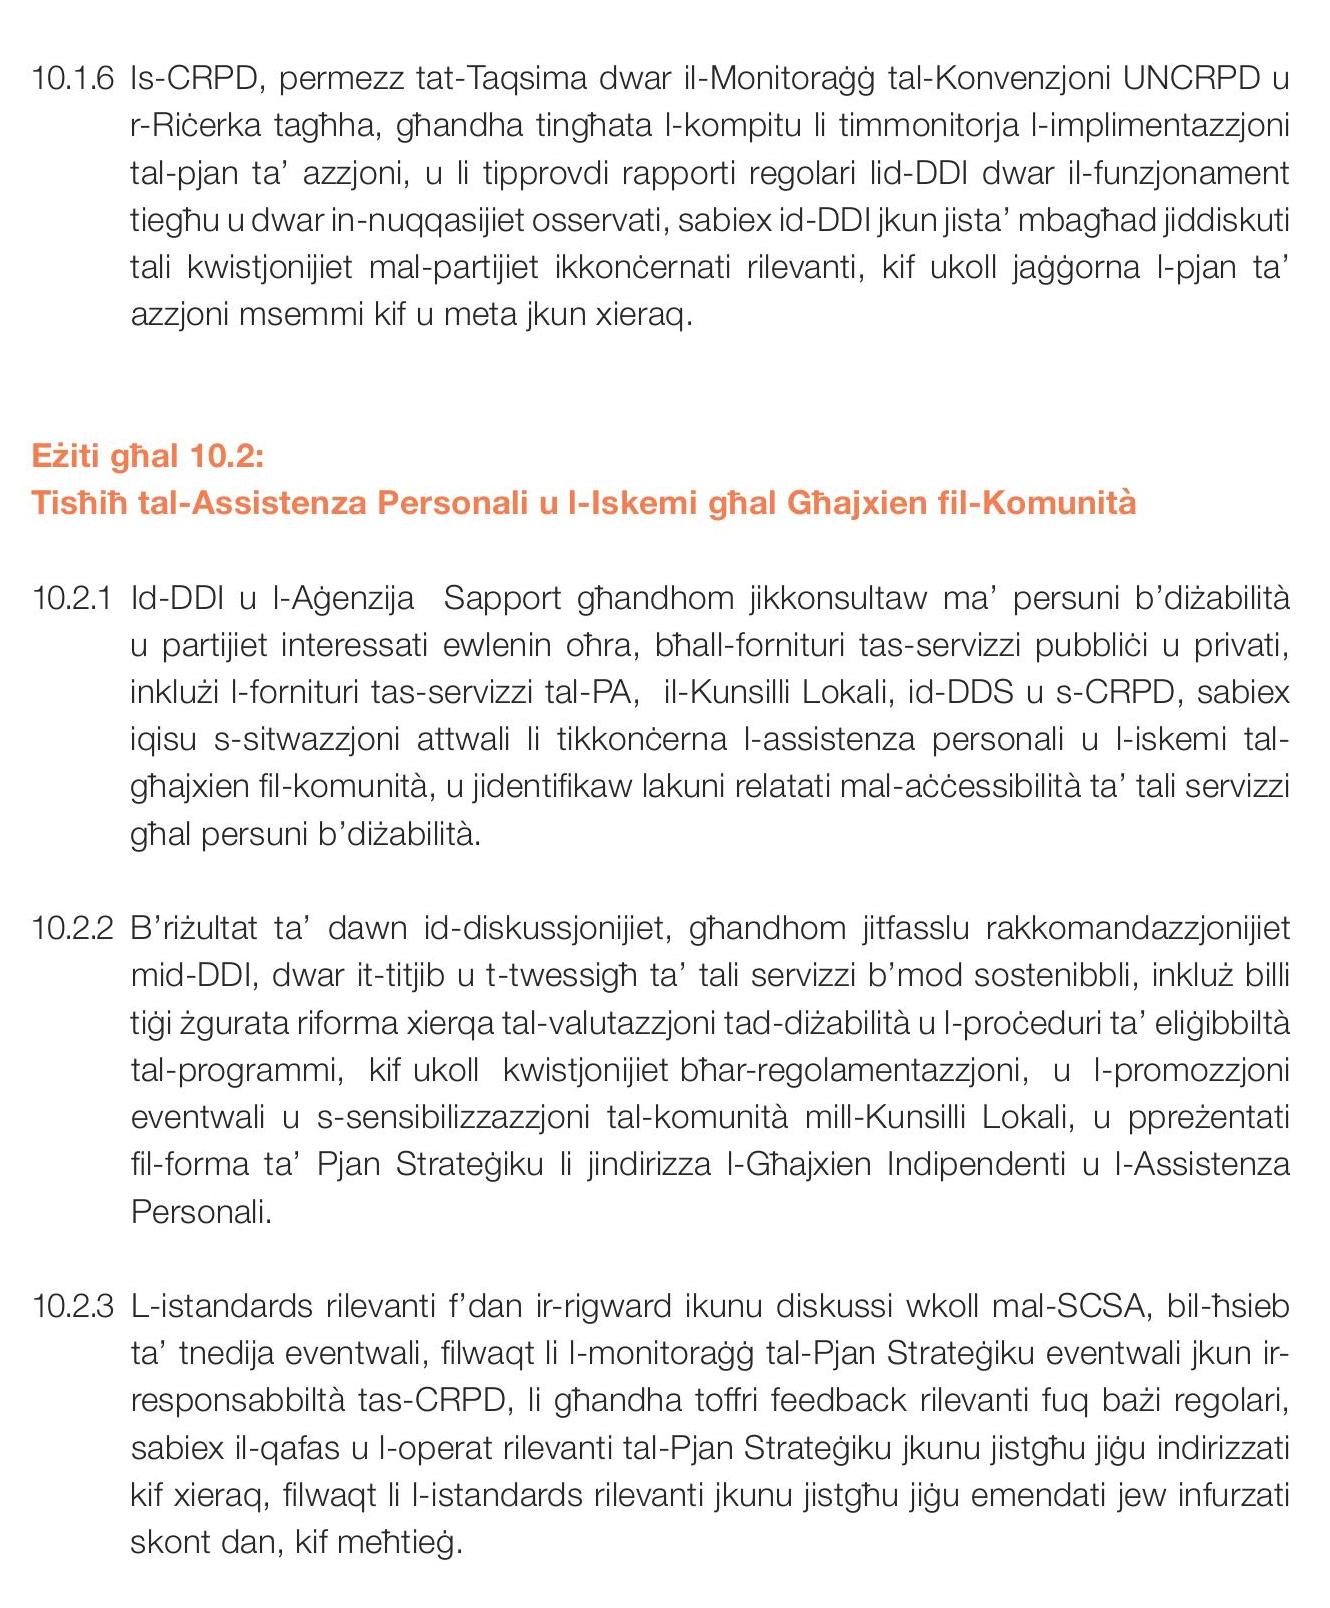 10.1.6 Is-CRPD, permezz tat-Taqsima dwar il-Monitoraġġ tal-Konvenzjoni UNCRPD u
r-Riċerka tagħha, għandha tingħata l-kompitu li timmonitorja l-implimentazzjoni
tal-pjan ta’ azzjoni, u li tipprovdi rapporti regolari lid-DDI dwar il-funzjonament
tiegħu u dwar in-nuqqasijiet osservati, sabiex id-DDI jkun jista’ mbagħad jiddiskuti
tali kwistjonijiet mal-partijiet ikkonċernati rilevanti, kif ukoll jaġġorna l-pjan ta’
azzjoni msemmi kif u meta jkun xieraq.
Eżiti għal 10.2:
Tisħiħ tal-Assistenza Personali u l-Iskemi għal Għajxien fil-Komunità
10.2.1 Id-DDI u l-Aġenzija Sapport għandhom jikkonsultaw ma’ persuni b’diżabilità
u partijiet interessati ewlenin oħra, bħall-fornituri tas-servizzi pubbliċi u privati,
inklużi l-fornituri tas-servizzi tal-PA, il-Kunsilli Lokali, id-DDS u s-CRPD, sabiex
iqisu s-sitwazzjoni attwali li tikkonċerna l-assistenza personali u l-iskemi tal-
għajxien fil-komunità, u jidentifikaw lakuni relatati mal-aċċessibilità ta’ tali servizzi
għal persuni b’diżabilità.
10.2.2 B’riżultat ta’ dawn id-diskussjonijiet, għandhom jitfasslu rakkomandazzjonijiet
mid-DDI, dwar it-titjib u t-twessigħ ta’ tali servizzi b’mod sostenibbli, inkluż billi
tiġi żgurata riforma xierqa tal-valutazzjoni tad-diżabilità u l-proċeduri ta’ eliġibbiltà
tal-programmi, kif ukoll kwistjonijiet bħar-regolamentazzjoni, u l-promozzjoni
eventwali u s-sensibilizzazzjoni tal-komunità mill-Kunsilli Lokali, u ppreżentati
fil-forma ta’ Pjan Strateġiku li jindirizza l-Għajxien Indipendenti u l-Assistenza
Personali.
10.2.3 L-istandards rilevanti f’dan ir-rigward ikunu diskussi wkoll mal-SCSA, bil-ħsieb
ta’ tnedija eventwali, filwaqt li l-monitoraġġ tal-Pjan Strateġiku eventwali jkun ir-
responsabbiltà tas-CRPD, li għandha toffri feedback rilevanti fuq bażi regolari,
sabiex il-qafas u l-operat rilevanti tal-Pjan Strateġiku jkunu jistgħu jiġu indirizzati
kif xieraq, filwaqt li l-istandards rilevanti jkunu jistgħu jiġu emendati jew infurzati
skont dan, kif meħtieġ.